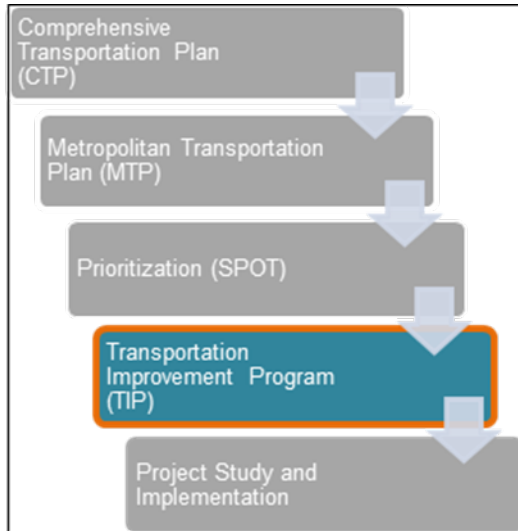 Comprehensive
Transportation Plan
(CTP)
Metropolitan Transportation
Plan (MTP)
Prioritization (SPOT)
Transportation
Improvement Program
(TIP)
Project Study and
Implementation